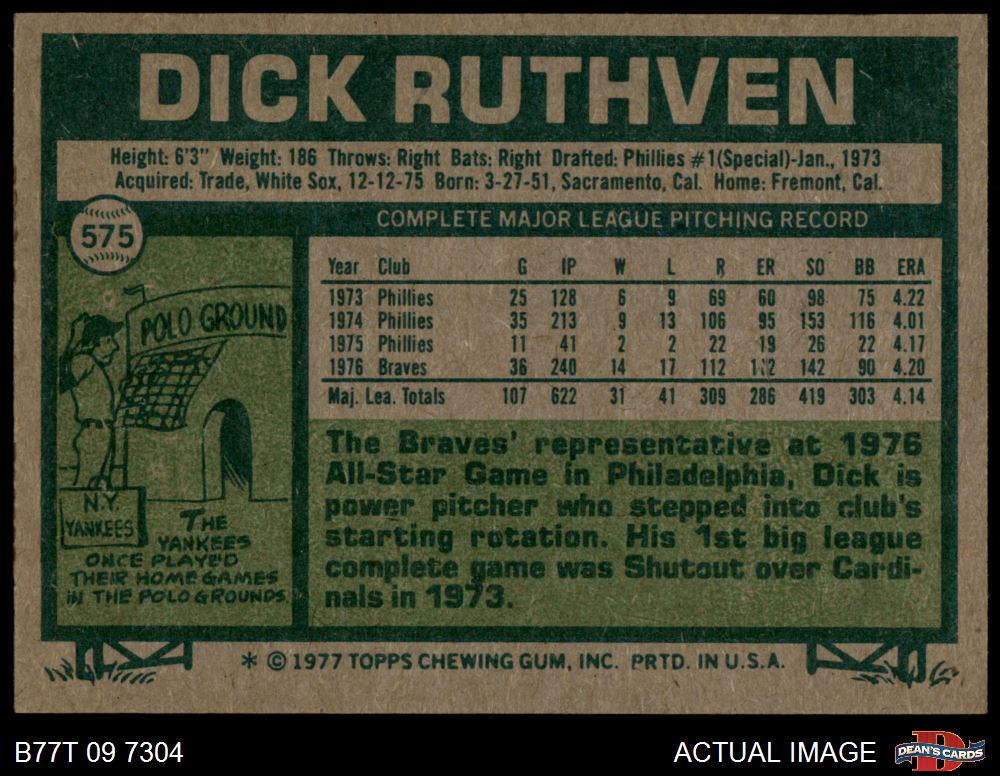 DICK RUTHVEN
Height: 6'3" Weight: 186 Throws: Right Bats: Right Drafted: Phillies #1(Special)-Jan., 1973
Acquired: Trade, White Sox, 12-12-75 Born: 3-27-51, Sacramento, Cal. Home: Fremont, Cal.
575
COMPLETE MAJOR LEAGUE PITCHING RECORD
Year Club G IP W L R ER SO BB ERA
1973 Phillies 25 128 6 9 69 60 98 75 4.22
1974 Phillies 35 213 9 13 106 95 153 116 4.01
1975 Phillies 11 41 2 2 22 19 26 22 4.17
1976 Braves 36 240 14 17 112 112 142 90 4.20
Maj. Lea. Totals 107 622 31 41 309 286 419 303 4.14
POLO GROUND
N.Y.
YANKEES
THE
YANKEES
ONCE PLAYED
THEIR HOME GAMES
IN THE POLO GROUNDS.
The Braves' representative at 1976
All-Star Game in Philadelphia, Dick is
power pitcher who stepped into club's
starting rotation. His 1st big league
complete game was Shutout over Cardi-
nals in 1973.
* © 1977 TOPPS CHEWING GUM, INC. PRTD. IN U.S.A.
B77T 09 7304
ACTUAL IMAGE
D
DEAN'S CARDS